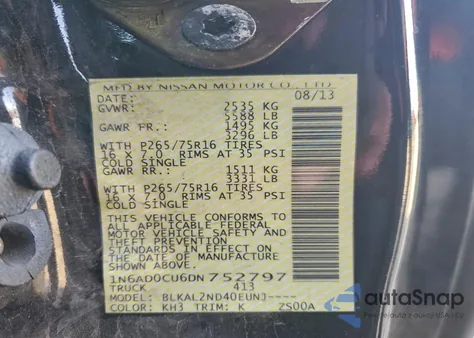 MFD BY NISSAN MOTOR CO., LTD.
DATE: 08/13
GVWR: 2535 KG
5588 LB
GAWR FR.: 1495 KG
3296 LB
WITH P265/75R16 TIRES
16 X 7.0 RIMS AT 35 PSI
COLD SINGLE
GAWR RR.: 1511 KG
3331 LB
WITH P265/75R16 TIRES
16 X 7.0 RIMS AT 35 PSI
COLD SINGLE
THIS VEHICLE CONFORMS TO
ALL APPLICABLE FEDERAL
MOTOR VEHICLE SAFETY AND
THEFT PREVENTION
STANDARDS IN EFFECT ON
THE DATE OF MANUFACTURE
SHOWN ABOVE.
1N6AD0CU6DN752797
TRUCK 413
MODEL: BLKAL2ND40EUNJ----
COLOR: KH3 TRIM: K ZS00A
autoSnap